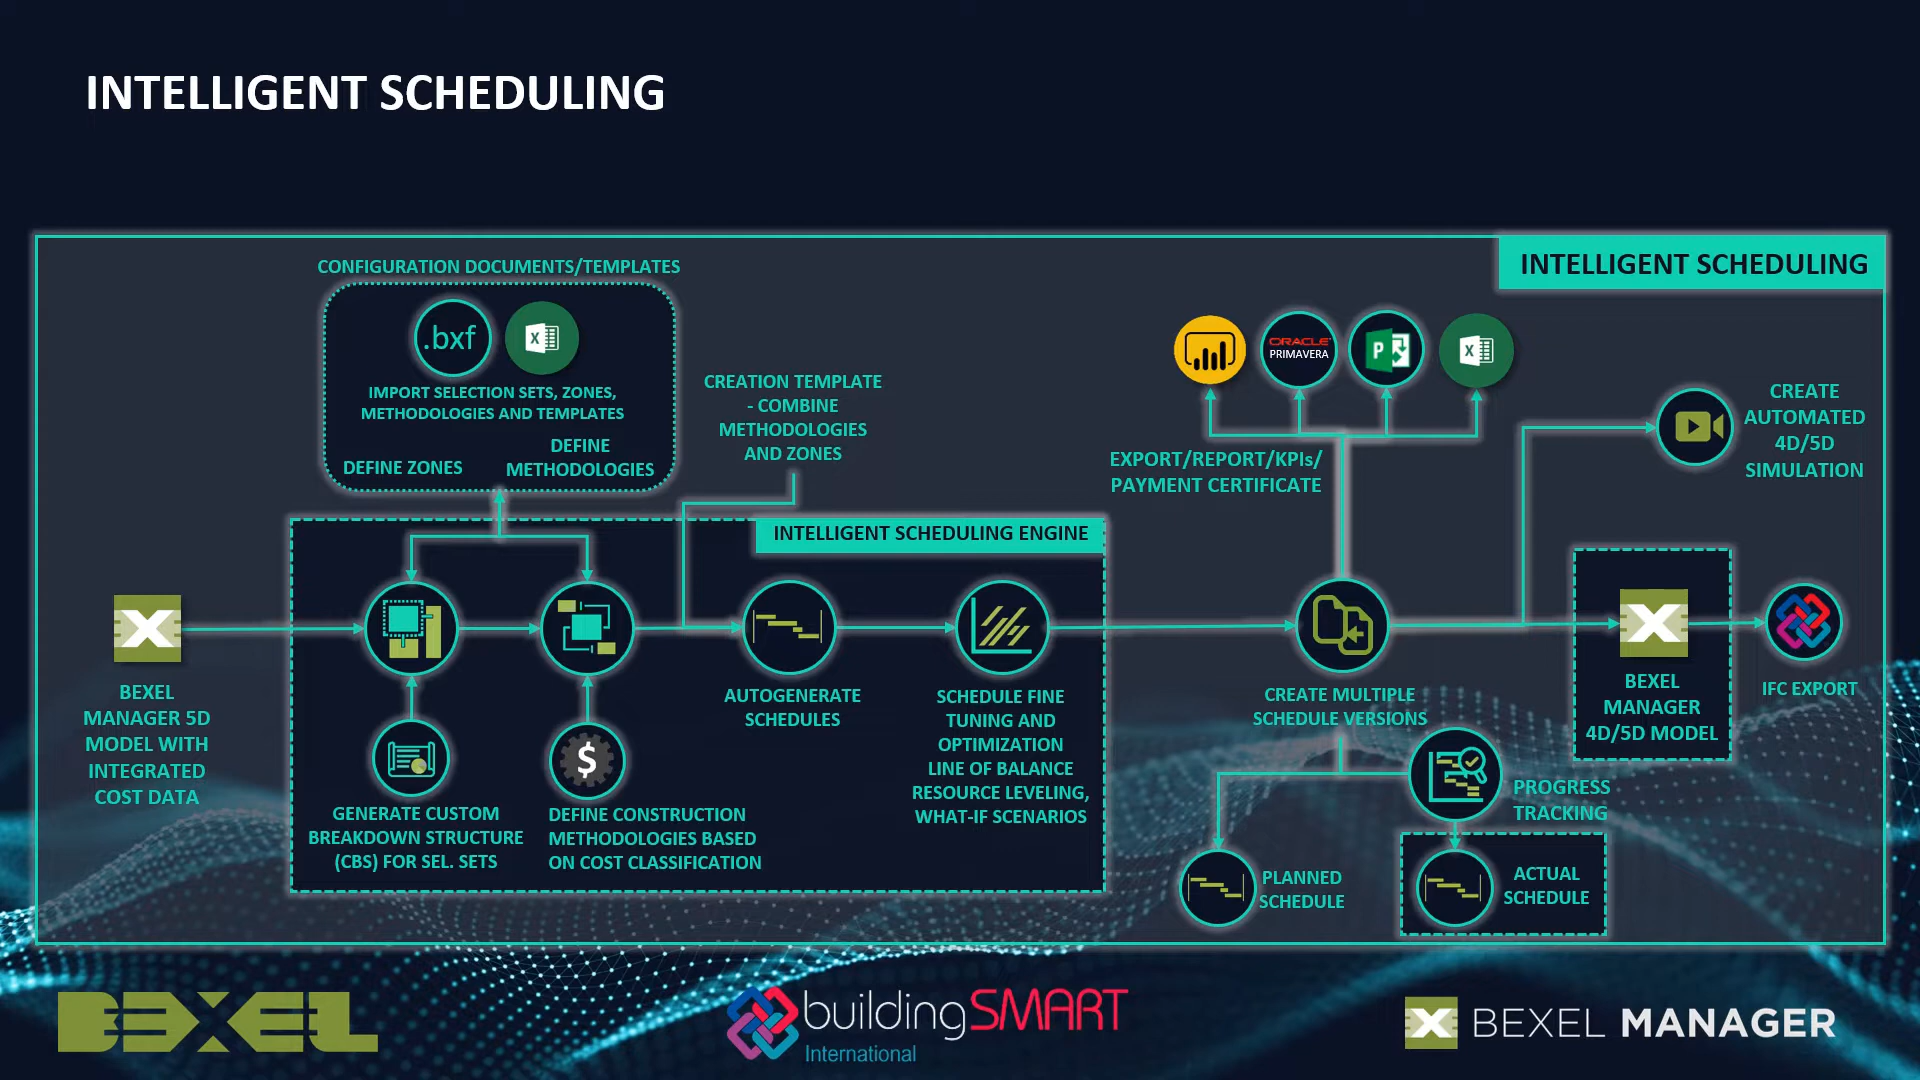 INTELLIGENT SCHEDULING
INTELLIGENT SCHEDULING
CONFIGURATION DOCUMENTS/TEMPLATES
.bxf
X
IMPORT SELECTION SETS, ZONES,
METHODOLOGIES AND TEMPLATES
DEFINE ZONES
DEFINE
METHODOLOGIES
CREATION TEMPLATE
- COMBINE
METHODOLOGIES
AND ZONES
ORACLE
PRIMAVERA
P
X
EXPORT/REPORT/KPIs/
PAYMENT CERTIFICATE
CREATE
AUTOMATED
4D/5D
SIMULATION
INTELLIGENT SCHEDULING ENGINE
BEXEL
MANAGER 5D
MODEL WITH
INTEGRATED
COST DATA
$
GENERATE CUSTOM
BREAKDOWN STRUCTURE
(CBS) FOR SEL. SETS
DEFINE CONSTRUCTION
METHODOLOGIES BASED
ON COST CLASSIFICATION
AUTOGENERATE
SCHEDULES
SCHEDULE FINE
TUNING AND
OPTIMIZATION
LINE OF BALANCE
RESOURCE LEVELING,
WHAT-IF SCENARIOS
CREATE MULTIPLE
SCHEDULE VERSIONS
BEXEL
MANAGER
4D/5D MODEL
IFC EXPORT
PROGRESS
TRACKING
PLANNED
SCHEDULE
ACTUAL
SCHEDULE
BEXEL
buildingSMART
International
BEXEL MANAGER